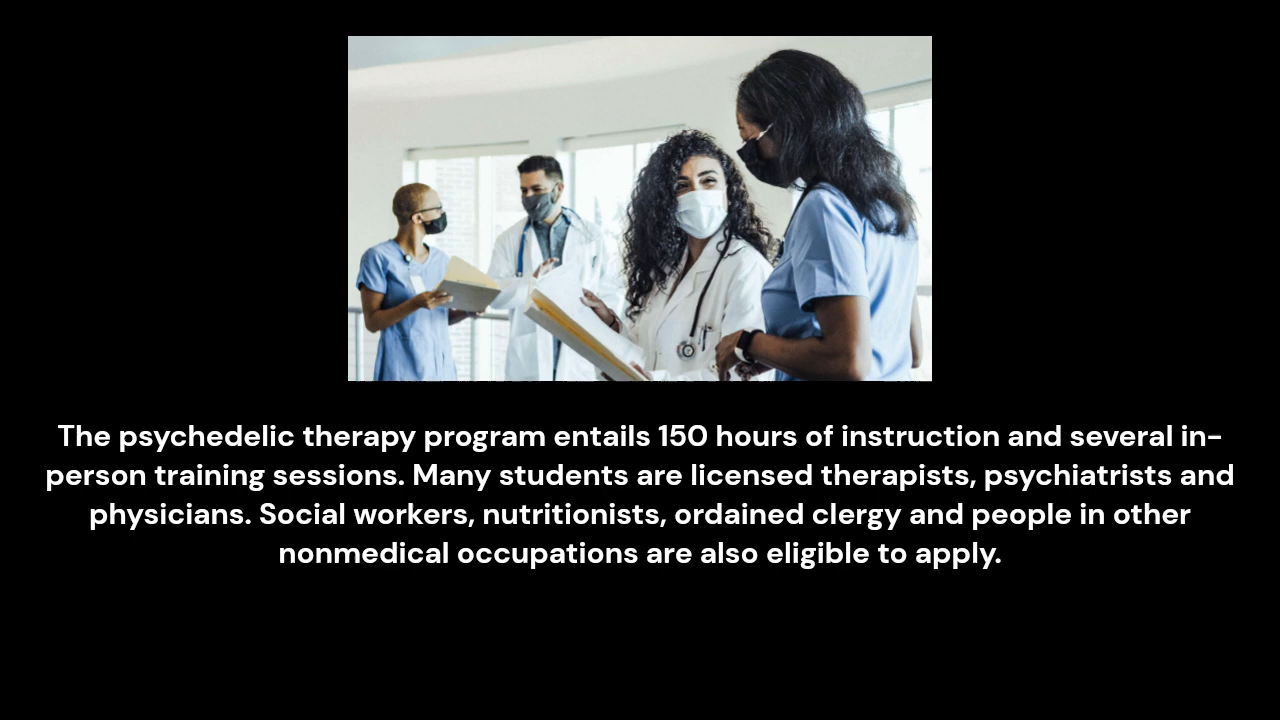 The psychedelic therapy program entails 150 hours of instruction and several in-
person training sessions. Many students are licensed therapists, psychiatrists and
physicians. Social workers, nutritionists, ordained clergy and people in other
nonmedical occupations are also eligible to apply.